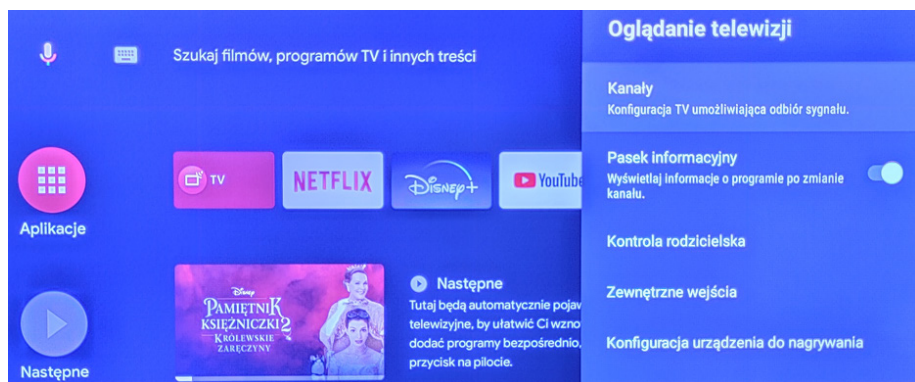 Szukaj filmów, programów TV i innych treści
Aplikacje
TV
NETFLIX
Disney+
YouTube
Następne
Disney
PAMIĘTNIK
KSIĘŻNICZKI 2
KRÓLEWSKIE
ZARĘCZYNY
Następne
Tutaj będą automatycznie
telewizyjne, by ułatwić Ci
dodać programy bezpośrednio,
przycisk na pilocie.
Oglądanie telewizji
Kanały
Konfiguracja TV umożliwiająca odbiór sygnału.
Pasek informacyjny
Wyświetlaj informacje o programie po zmianie
kanału.
Kontrola rodzicielska
Zewnętrzne wejścia
Konfiguracja urządzenia do nagrywania